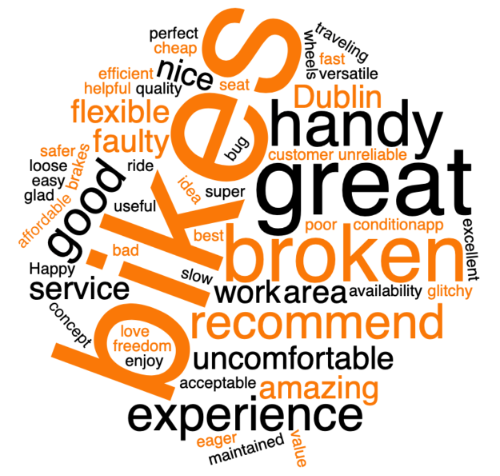 perfect
cheap
traveling
wheels
nice
efficient
helpful
quality
seat
fast
versatile
bikes
Dublin
flexible
handy
faulty
bug
customer
unreliable
safer
loose
easy
glad
brakes
affordable
good
ride
idea
super
useful
great
best
poor
conditionapp
excellent
bad
broken
Happy
slow
service
work
area
availability
glitchy
concept
love
freedom
enjoy
recommend
uncomfortable
acceptable
amazing
experience
eager
maintained
value